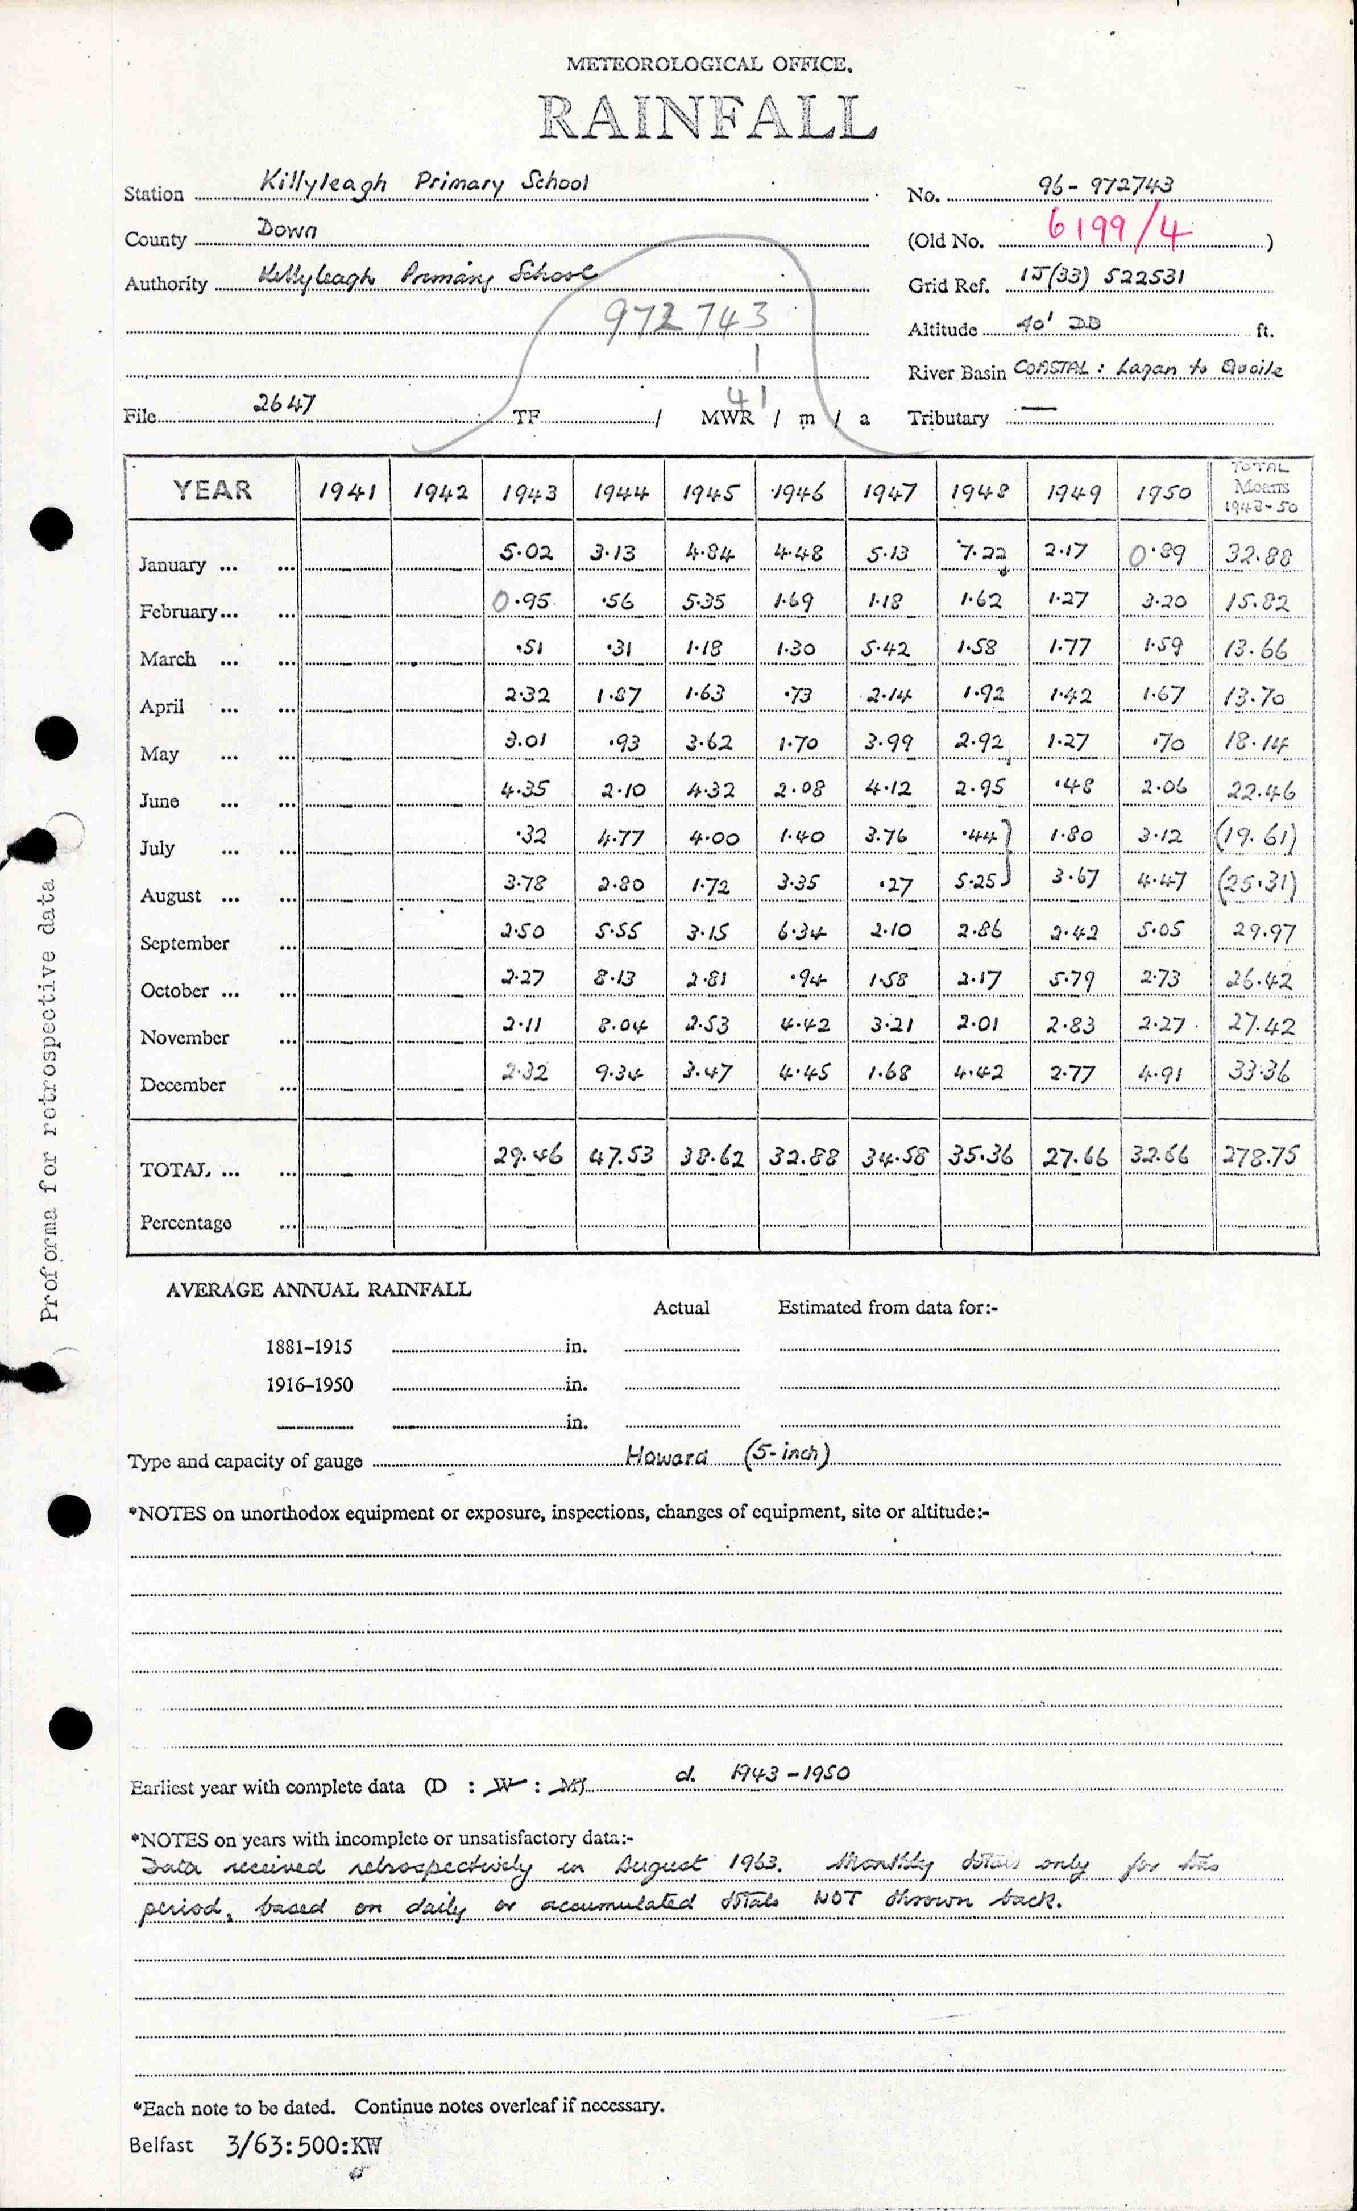 METEOROLOGICAL OFFICE.
RAINFALL
Station Killyleagh Primary School No. 96-972743
County Down (Old No. 6199/4)
Authority Killyleagh Primary School Grid Ref. 15(33) 522531
972743 Altitude 40' DD ft.
1 River Basin COASTAL: Lagan to Quoile
41
File 2647 TF / MWR / m / a Tributary —
YEAR 1941 1942 1943 1944 1945 1946 1947 1948 1949 1950 TOTAL Means 1943-50
January ... ... 5.02 3.13 4.84 4.48 5.13 7.22 2.17 0.89 32.88
February ... ... 0.95 .56 5.35 1.69 1.18 1.62 1.27 3.20 15.82
March ... ... .51 .31 1.18 1.30 5.42 1.58 1.77 1.59 13.66
April ... ... 2.32 1.87 1.63 .73 2.14 1.92 1.42 1.67 13.70
May ... ... 3.01 .93 3.62 1.70 3.99 2.92 1.27 .70 18.14
June ... ... 4.35 2.10 4.32 2.08 4.12 2.95 .48 2.06 22.46
July ... ... .32 4.77 4.00 1.40 3.76 .44} 1.80 3.12 (19.61)
August ... ... 3.78 2.80 1.72 3.35 .27 5.25} 3.67 4.47 (25.31)
September ... 2.50 5.55 3.15 6.34 2.10 2.86 2.42 5.05 29.97
October ... ... 2.27 8.13 2.81 .94 1.58 2.17 5.79 2.73 26.42
November ... 2.11 8.04 2.53 4.42 3.21 2.01 2.83 2.27 27.42
December ... 2.32 9.34 3.47 4.45 1.68 4.42 2.77 4.91 33.36
TOTAL ... ... 29.46 47.53 38.62 32.88 34.58 35.36 27.66 32.66 278.75
Percentage ...
AVERAGE ANNUAL RAINFALL
Actual Estimated from data for:-
1881-1915 in.
1916-1950 in.
in.
Type and capacity of gauge Howard (5-inch)
*NOTES on unorthodox equipment or exposure, inspections, changes of equipment, site or altitude:-
Earliest year with complete data (D : W : M) d. 1943-1950
*NOTES on years with incomplete or unsatisfactory data:-
Data received retrospectively in August 1963. Monthly totals only for this
period, based on daily or accumulated totals NOT thrown back.
*Each note to be dated. Continue notes overleaf if necessary.
Belfast 3/63:500:KW
Proforma for retrospective data